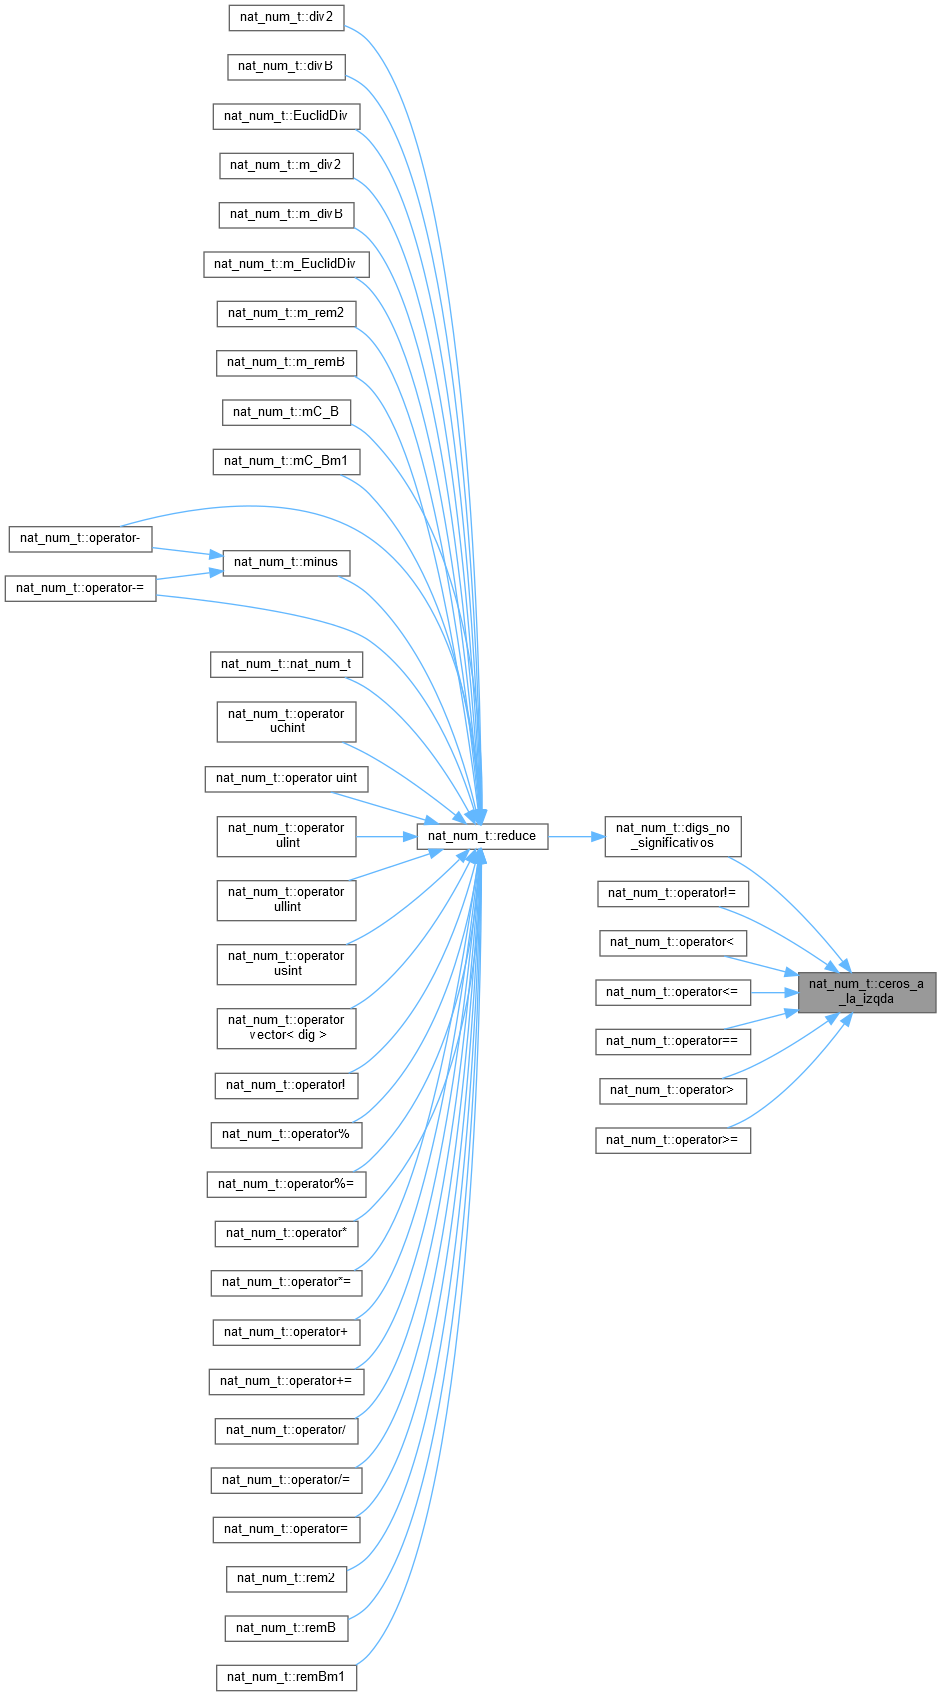 nat_num_t::div2
nat_num_t::divB
nat_num_t::EuclidDiv
nat_num_t::m_div2
nat_num_t::m_divB
nat_num_t::m_EuclidDiv
nat_num_t::m_rem2
nat_num_t::m_remB
nat_num_t::mC_B
nat_num_t::mC_Bm1
nat_num_t::operator-
nat_num_t::minus
nat_num_t::operator-=
nat_num_t::nat_num_t
nat_num_t::operator
uchint
nat_num_t::operator uint
nat_num_t::operator
ulint
nat_num_t::reduce
nat_num_t::digs_no
_significativos
nat_num_t::operator
ullint
nat_num_t::operator!=
nat_num_t::operator
usint
nat_num_t::operator<
nat_num_t::ceros_a
_la_izqda
nat_num_t::operator<=
nat_num_t::operator
vector< dig >
nat_num_t::operator==
nat_num_t::operator!
nat_num_t::operator>
nat_num_t::operator%
nat_num_t::operator>=
nat_num_t::operator%=
nat_num_t::operator*
nat_num_t::operator*=
nat_num_t::operator+
nat_num_t::operator+=
nat_num_t::operator/
nat_num_t::operator/=
nat_num_t::operator=
nat_num_t::rem2
nat_num_t::remB
nat_num_t::remBm1